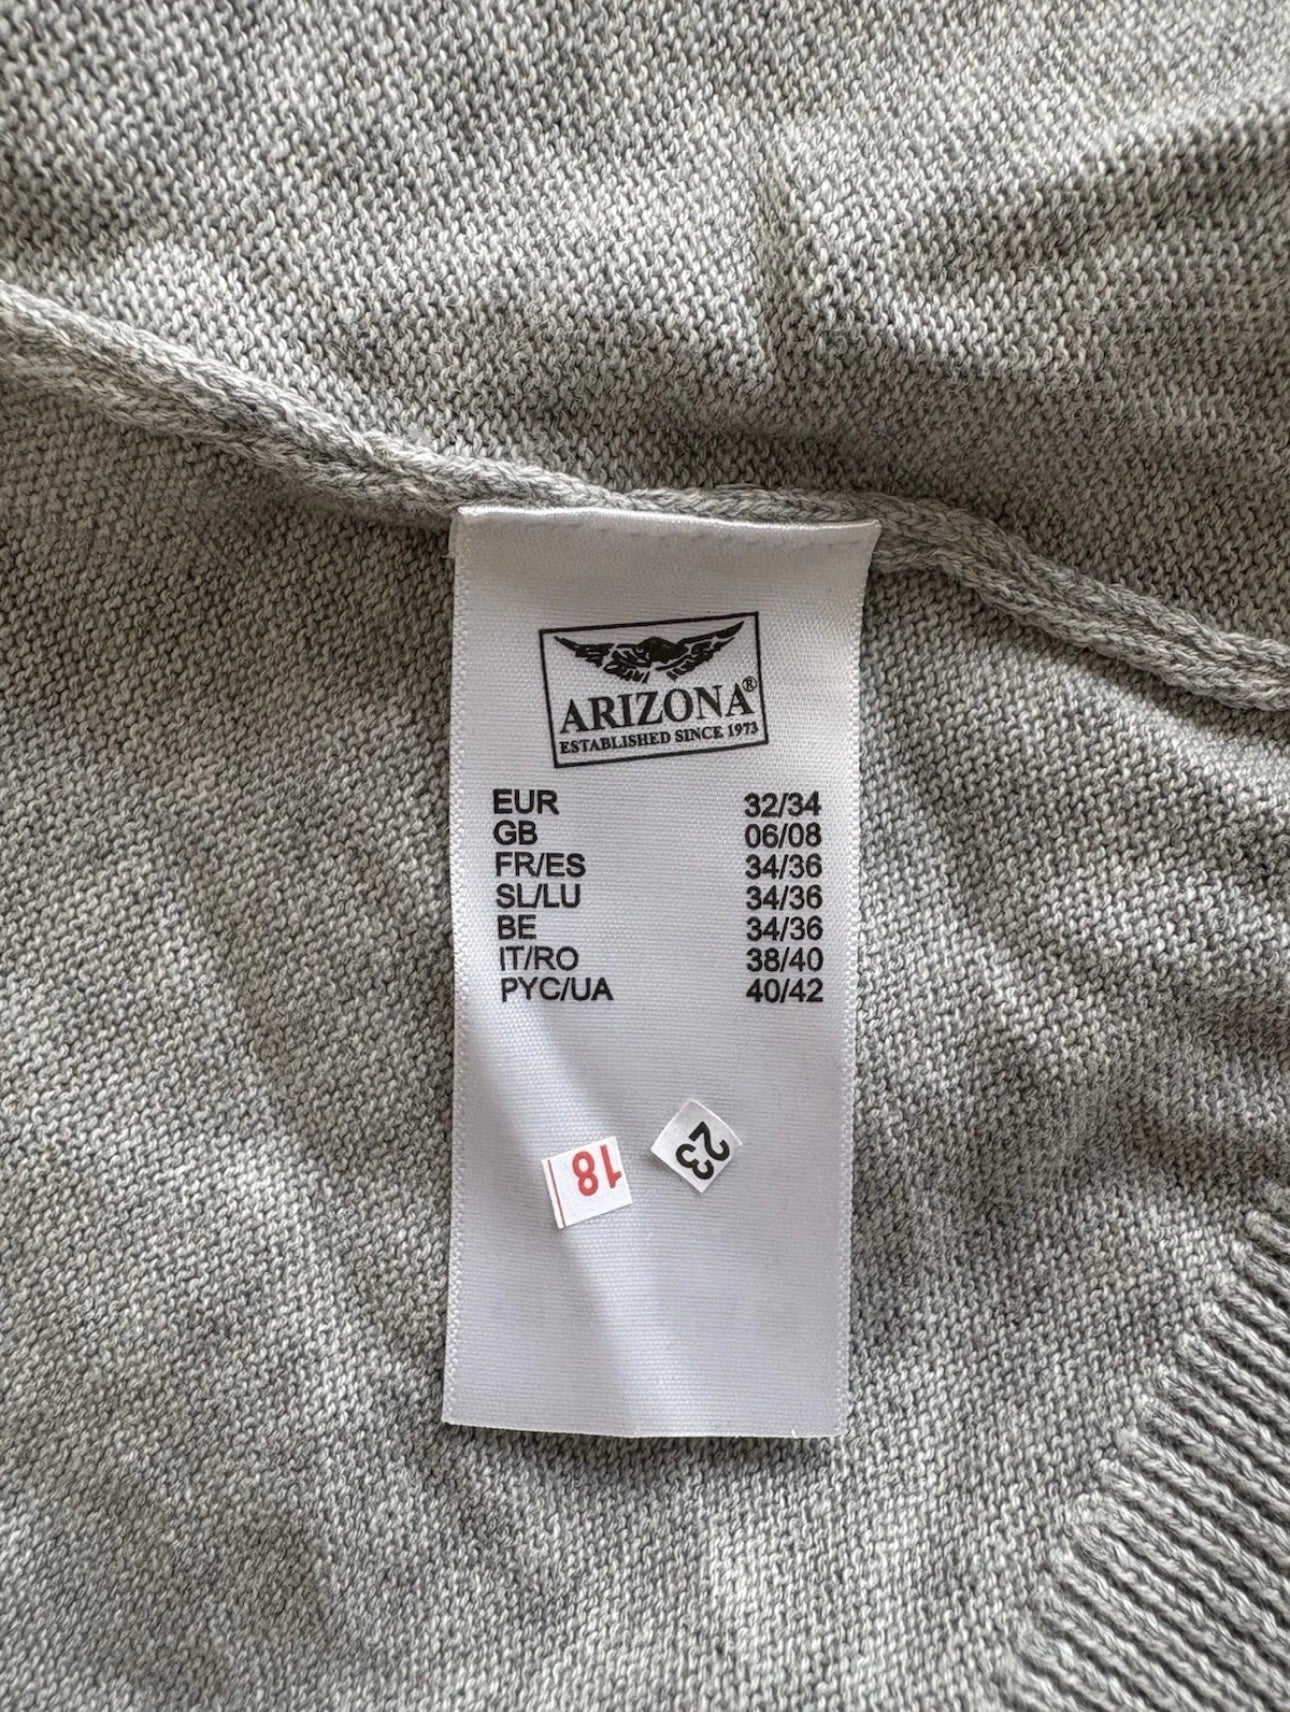 ARIZONA®
ESTABLISHED SINCE 1973
EUR 32/34
GB 06/08
FR/ES 34/36
SL/LU 34/36
BE 34/36
IT/RO 38/40
PYC/UA 40/42
23
18